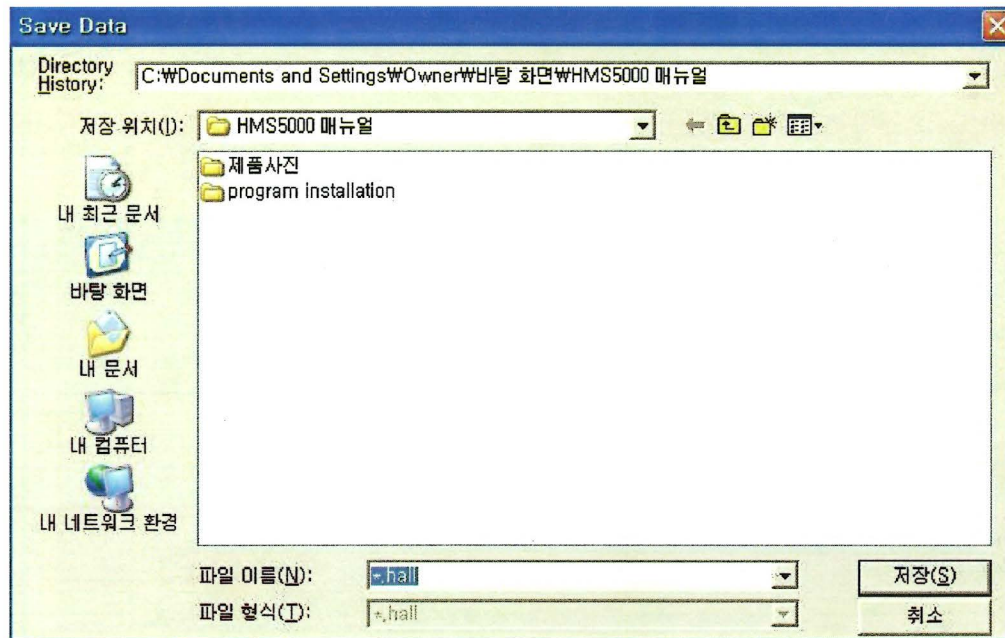 Save Data
Directory History: C:₩Documents and Settings₩Owner₩바탕 화면₩HMS5000 매뉴얼
저장 위치(I): HMS5000 매뉴얼
제품사진
program installation
내 최근 문서
바탕 화면
내 문서
내 컴퓨터
내 네트워크 환경
파일 이름(N): *.hall 저장(S)
파일 형식(T): *.hall 취소